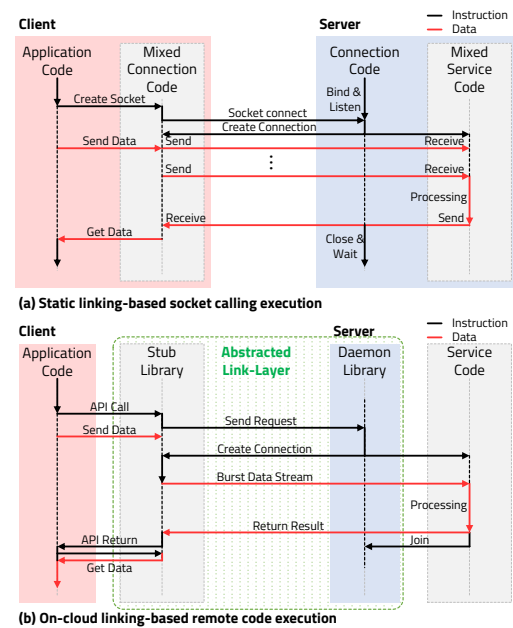 Client
Server
Instruction
Data
Application
Code
Mixed
Connection
Code
Connection
Code
Mixed
Service
Code
Bind &
Listen
Create Socket
Socket connect
Create Connection
Send Data
Send
Receive
⋮
Send
Receive
Processing
Receive
Send
Get Data
Close &
Wait
(a) Static linking-based socket calling execution
Client
Server
Instruction
Data
Application
Code
Stub
Library
Abstracted
Link-Layer
Daemon
Library
Service
Code
API Call
Send Request
Send Data
Create Connection
Burst Data Stream
Processing
Return Result
API Return
Join
Get Data
(b) On-cloud linking-based remote code execution